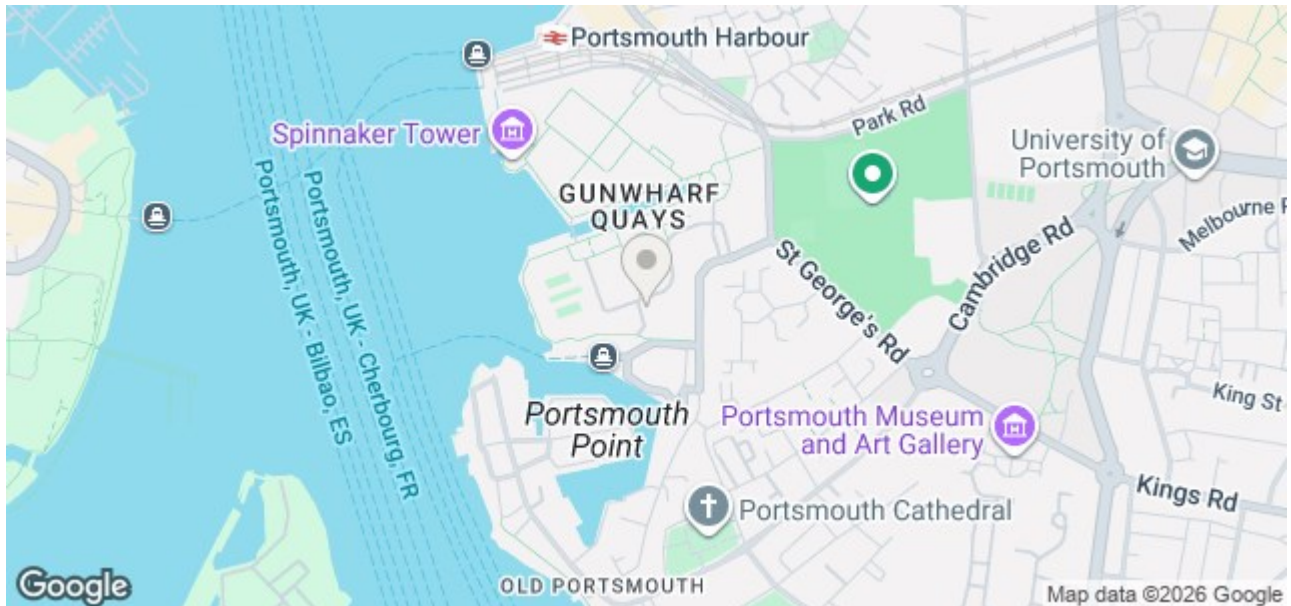 Portsmouth Harbour
Spinnaker Tower
Park Rd
University of
Portsmouth
GUNWHARF
QUAYS
Portsmouth, UK - Bilbao, ES
Portsmouth, UK - Cherbourg, FR
St George's Rd
Cambridge Rd
Melbourne
Portsmouth
Point
Portsmouth Museum
and Art Gallery
King St
Kings Rd
Portsmouth Cathedral
OLD PORTSMOUTH
Google
Map data ©2026 Google